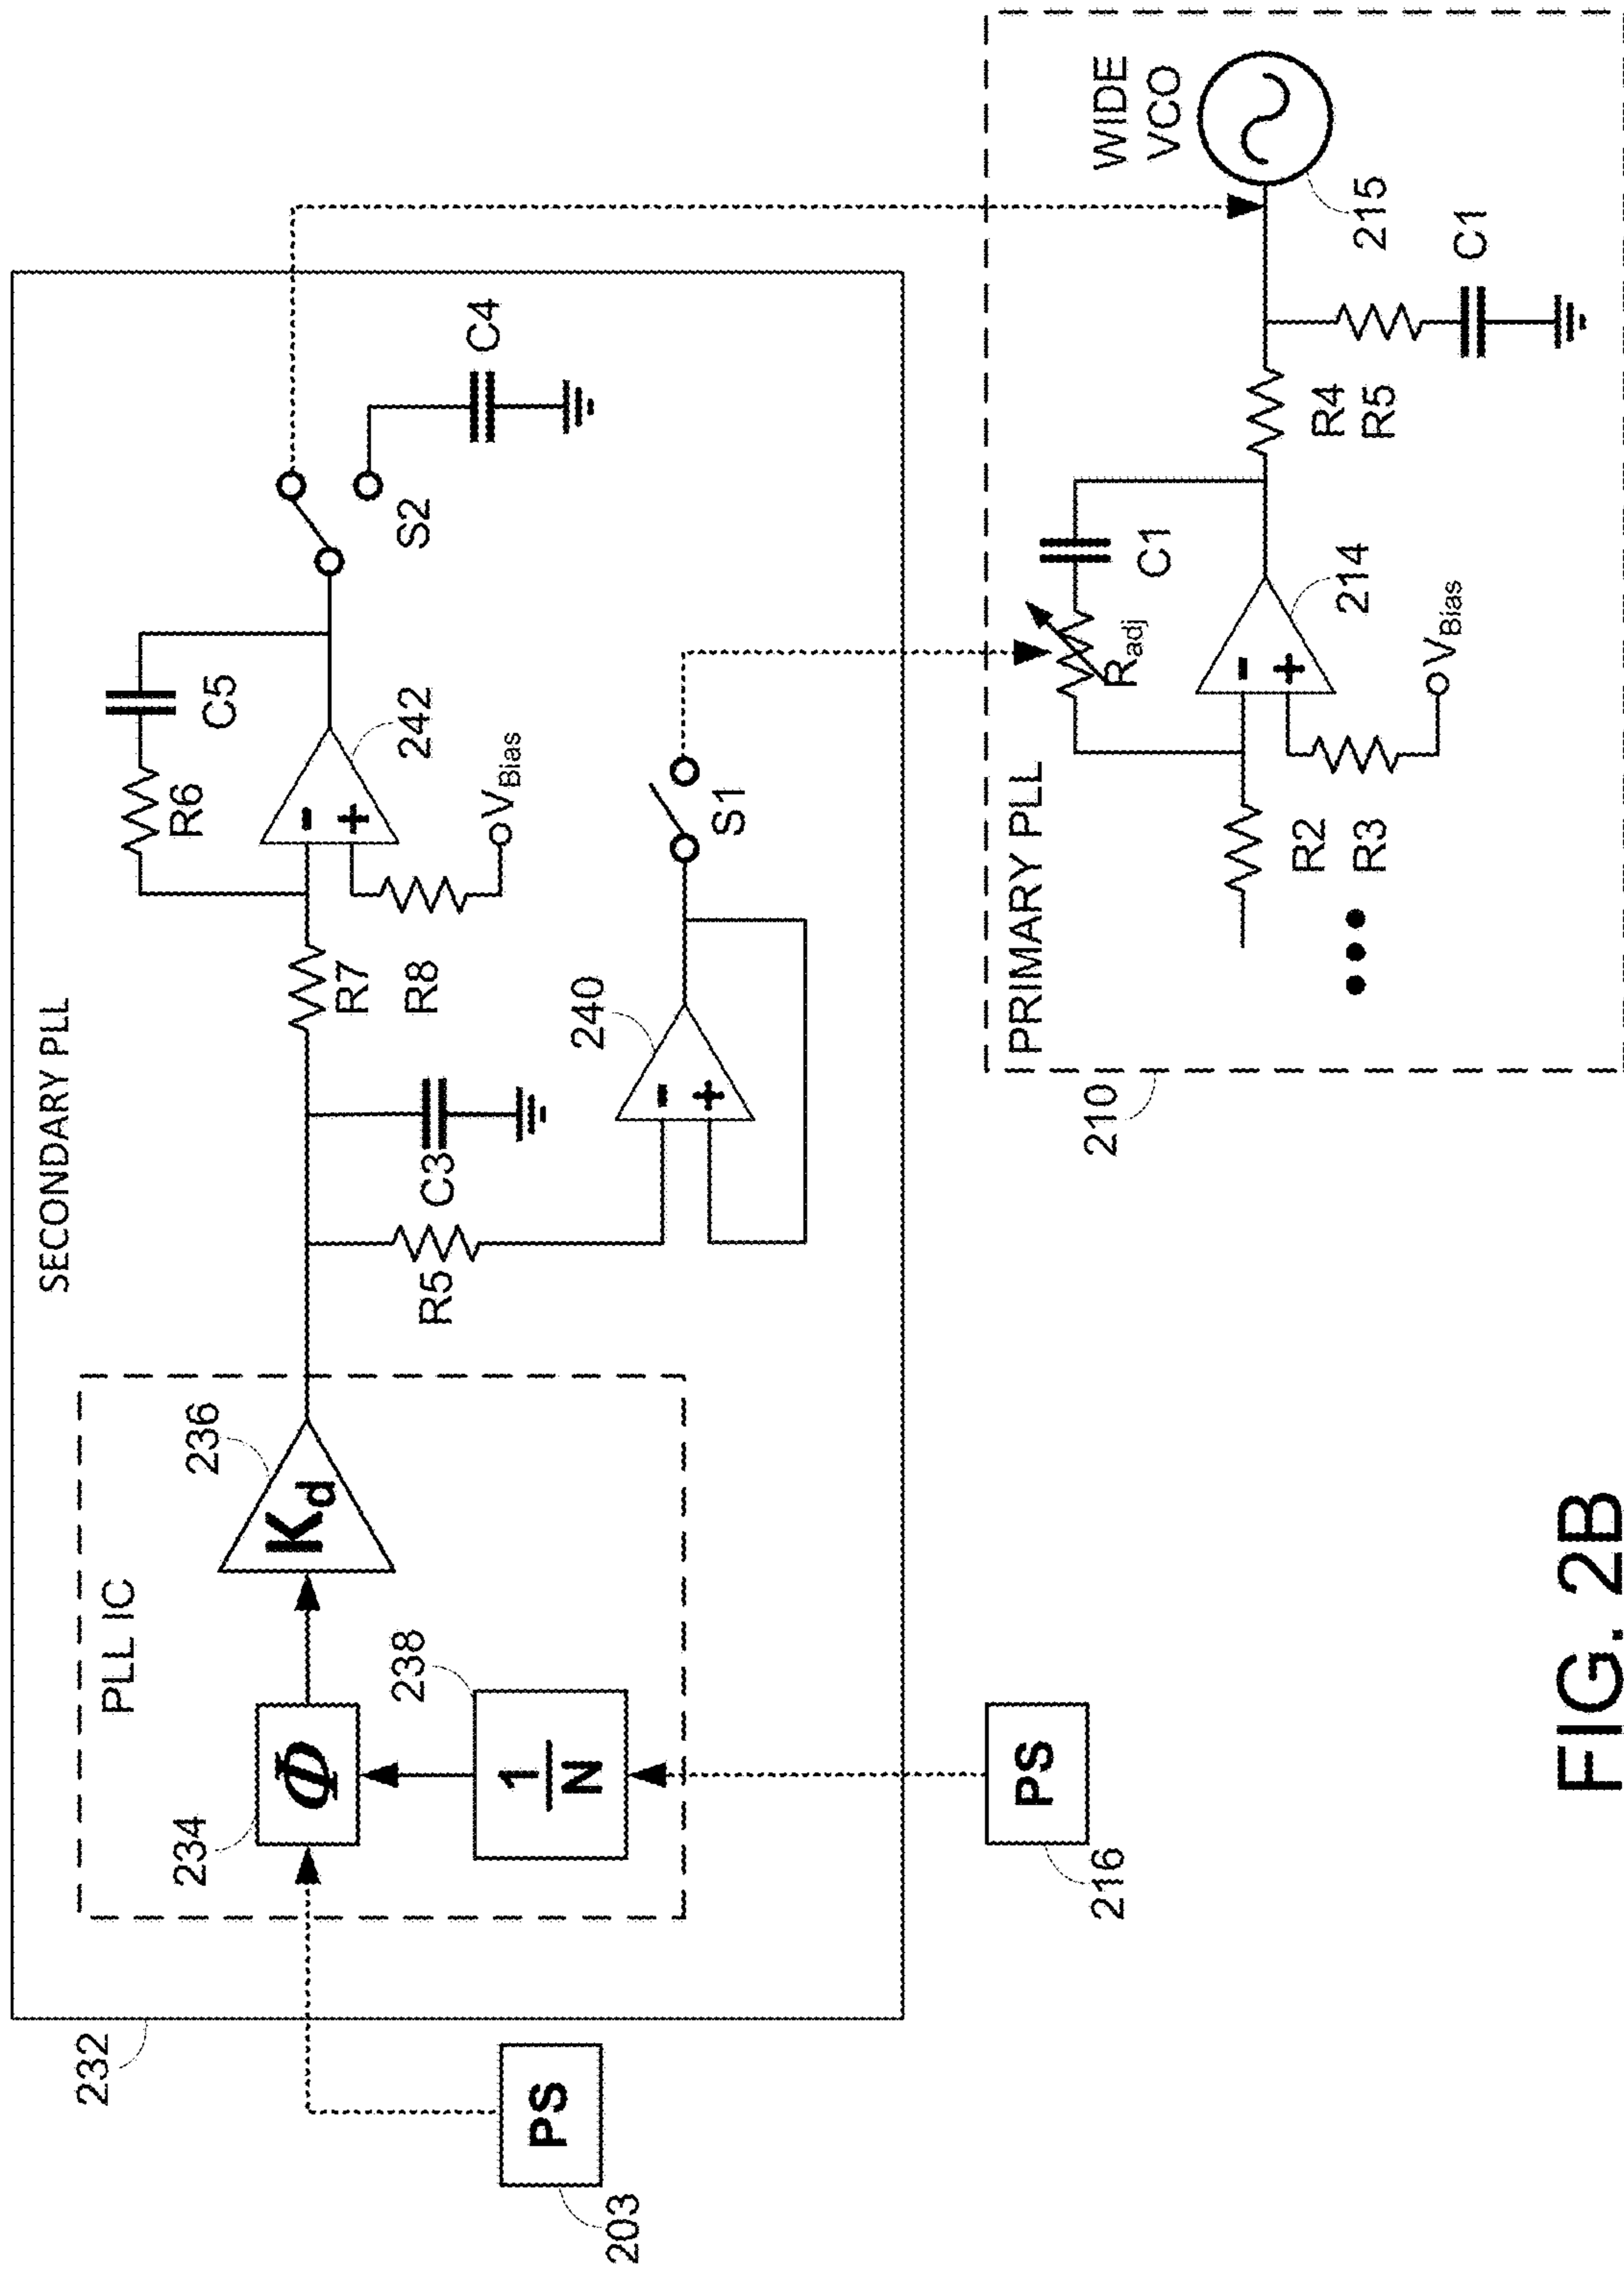 SECONDARY PLL
232
PLL IC
234
Φ
236
Kd
238
1
N
R5
C3
R7
R8
R6
C5
-
+
242
VBias
S2
C4
240
-
+
S1
PS
203
PS
216
PRIMARY PLL
210
R2
R3
Radj
C1
-
+
214
VBias
R4
R5
C1
WIDE
VCO
215
FIG. 2B